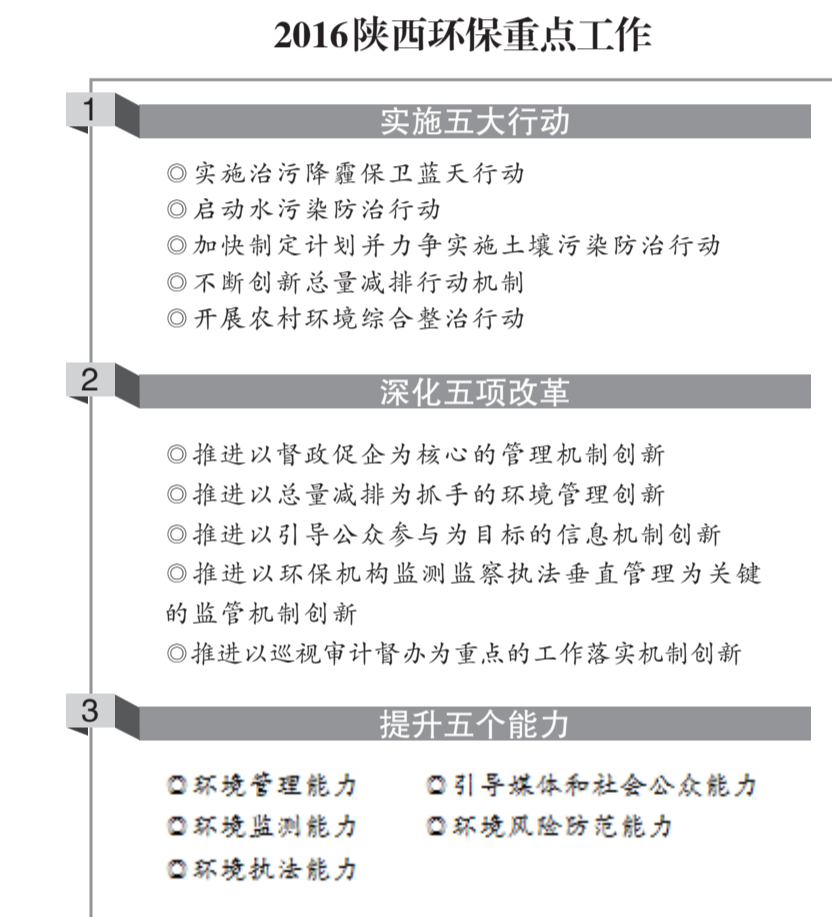 2016陕西环保重点工作
1
实施五大行动
◎实施治污降霾保卫蓝天行动
◎启动水污染防治行动
◎加快制定计划并力争实施土壤污染防治行动
◎不断创新总量减排行动机制
◎开展农村环境综合整治行动
2
深化五项改革
◎推进以督政促企为核心的管理机制创新
◎推进以总量减排为抓手的环境管理创新
◎推进以引导公众参与为目标的信息机制创新
◎推进以环保机构监测监察执法垂直管理为关键
的监管机制创新
◎推进以巡视审计督办为重点的工作落实机制创新
3
提升五个能力
◎环境管理能力 ◎引导媒体和社会公众能力
◎环境监测能力 ◎环境风险防范能力
◎环境执法能力